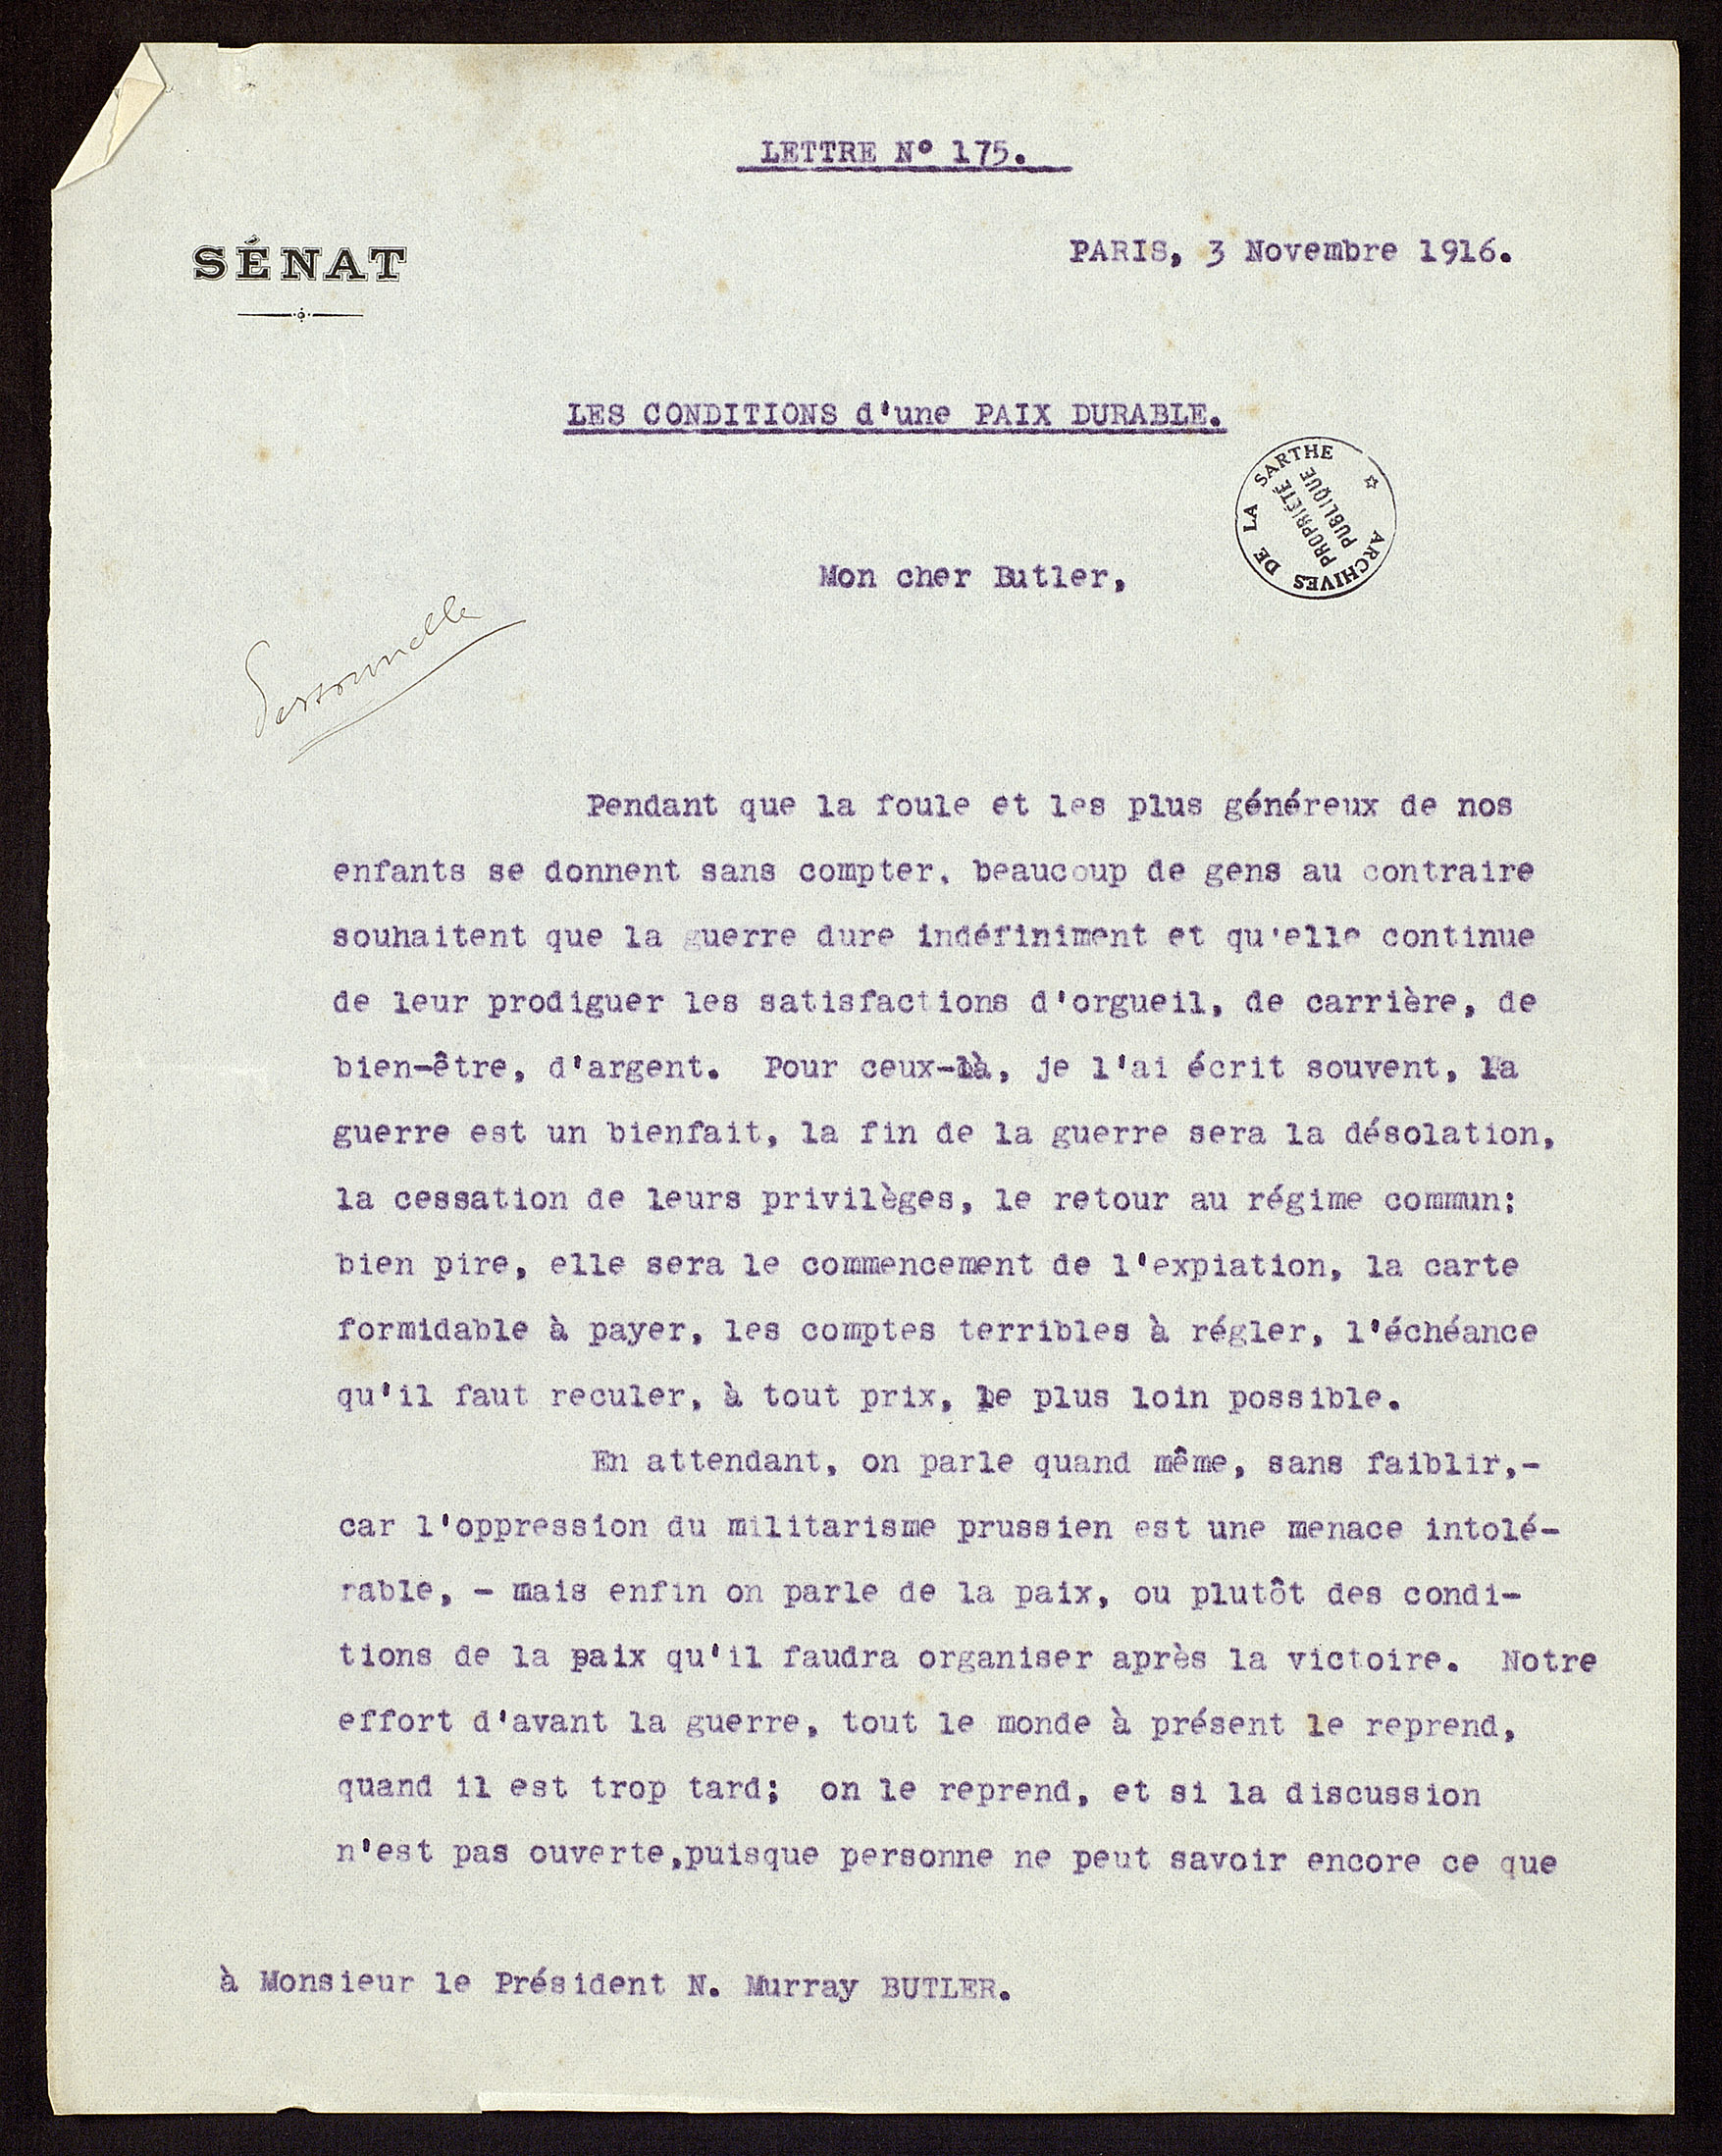 LETTRE N° 175.
SÉNAT
PARIS, 3 Novembre 1916.
LES CONDITIONS d'une PAIX DURABLE.
ARCHIVES DE LA SARTHE
PROPRIÉTÉ
PUBLIQUE
Mon cher Butler,
Personnelle
Pendant que la foule et les plus généreux de nos
enfants se donnent sans compter, beaucoup de gens au contraire
souhaitent que la guerre dure indéfiniment et qu'elle continue
de leur prodiguer les satisfactions d'orgueil, de carrière, de
bien-être, d'argent. Pour ceux-là, je l'ai écrit souvent, la
guerre est un bienfait, la fin de la guerre sera la désolation,
la cessation de leurs privilèges, le retour au régime commun;
bien pire, elle sera le commencement de l'expiation, la carte
formidable à payer, les comptes terribles à régler, l'échéance
qu'il faut reculer, à tout prix, le plus loin possible.
En attendant, on parle quand même, sans faiblir,-
car l'oppression du militarisme prussien est une menace intolé-
rable, - mais enfin on parle de la paix, ou plutôt des condi-
tions de la paix qu'il faudra organiser après la victoire. Notre
effort d'avant la guerre, tout le monde à présent le reprend,
quand il est trop tard; on le reprend, et si la discussion
n'est pas ouverte,puisque personne ne peut savoir encore ce que
à Monsieur le Président N. Murray BUTLER.